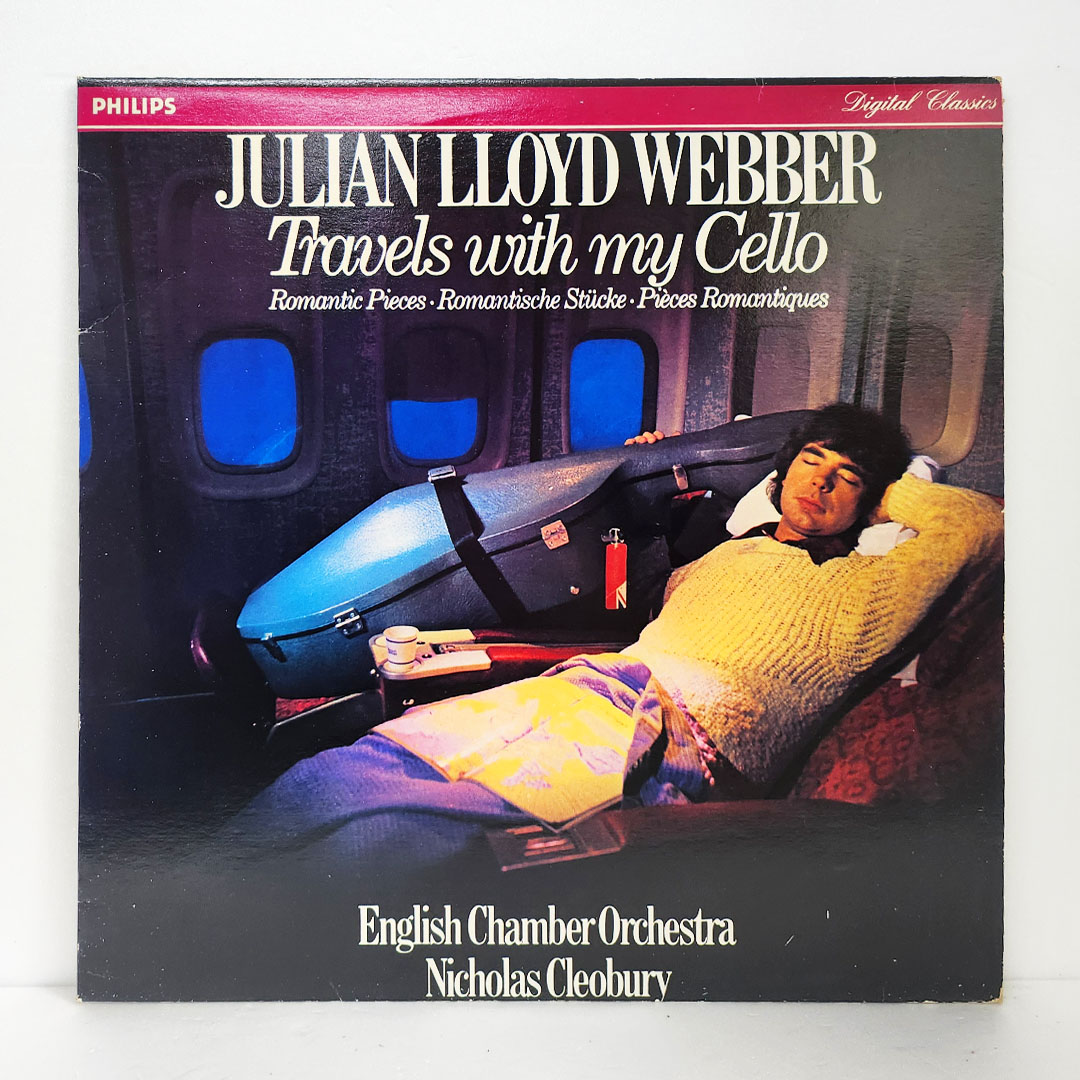 PHILIPS
Digital Classics
JULIAN LLOYD WEBBER
Travels with my Cello
Romantic Pieces · Romantische Stücke · Pièces Romantiques
English Chamber Orchestra
Nicholas Cleobury